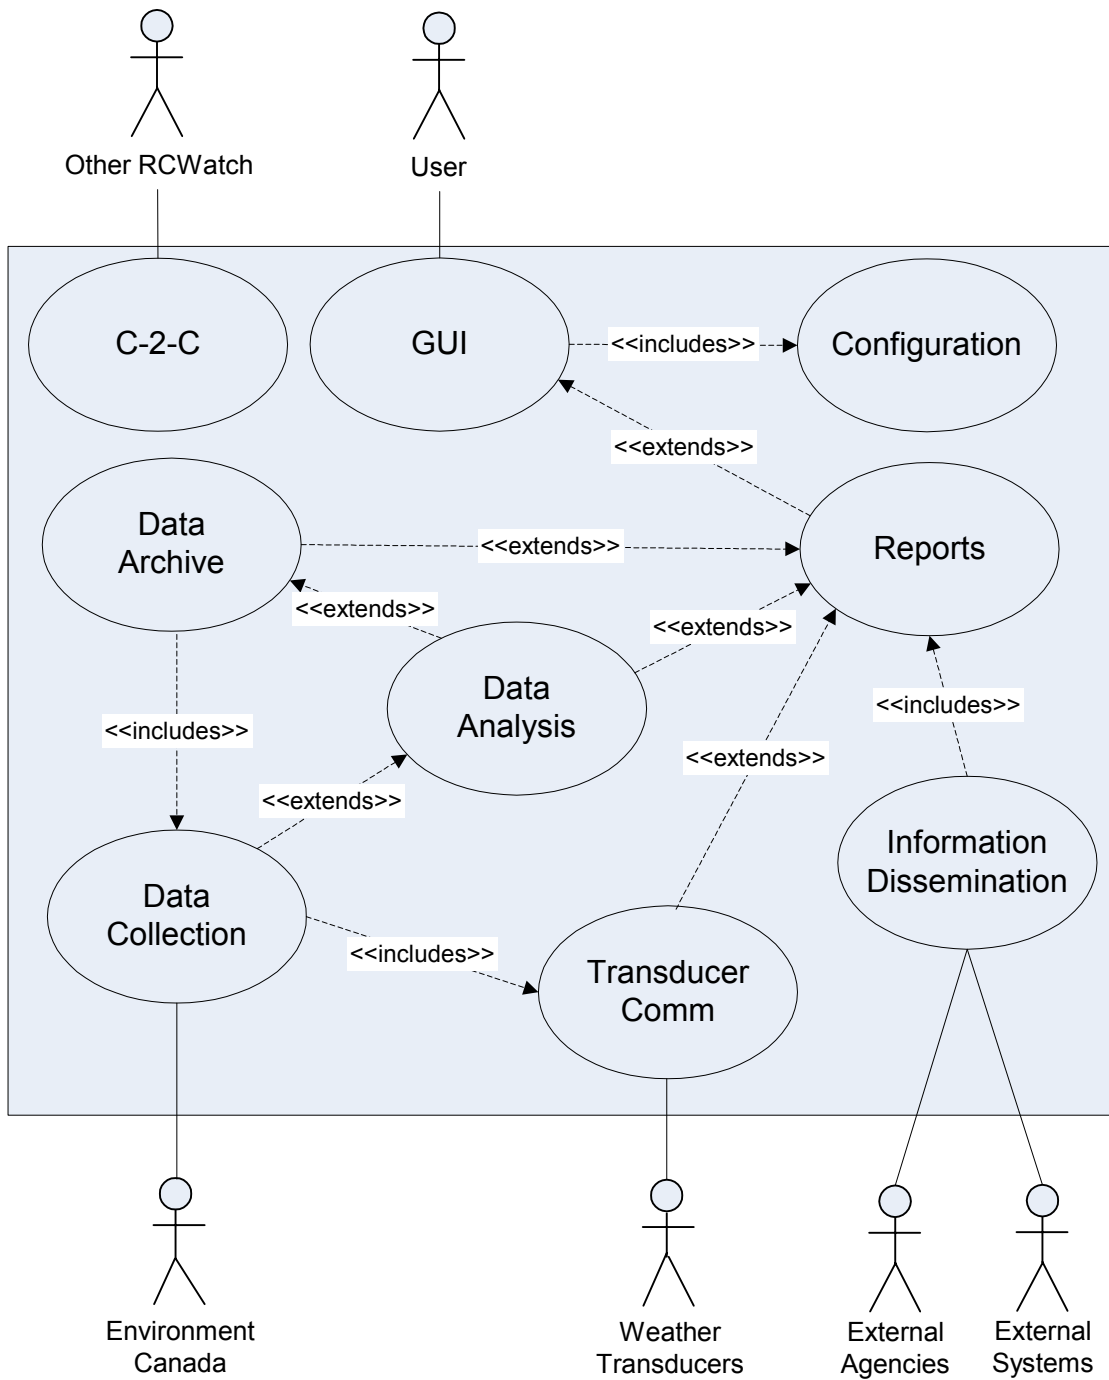 Other RCWatch
User
C-2-C
GUI
<<includes>>
Configuration
<<extends>>
Data
Archive
<<extends>>
Reports
<<extends>>
<<extends>>
Data
Analysis
<<includes>>
<<includes>>
<<extends>>
<<extends>>
Information
Dissemination
Data
Collection
<<includes>>
Transducer
Comm
Environment
Canada
Weather
Transducers
External
Agencies
External
Systems